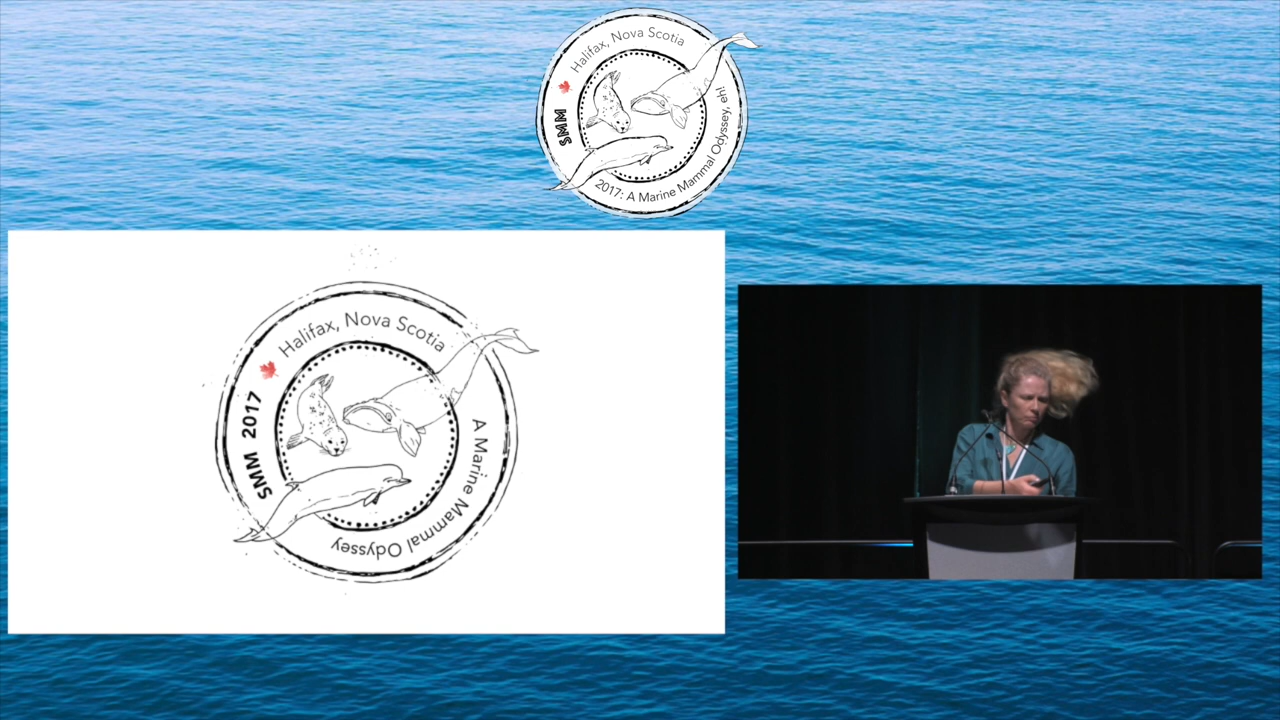 Halifax, Nova Scotia
SMM
2017: A Marine Mammal Odyssey, eh!
Halifax, Nova Scotia
SMM 2017
A Marine Mammal Odyssey